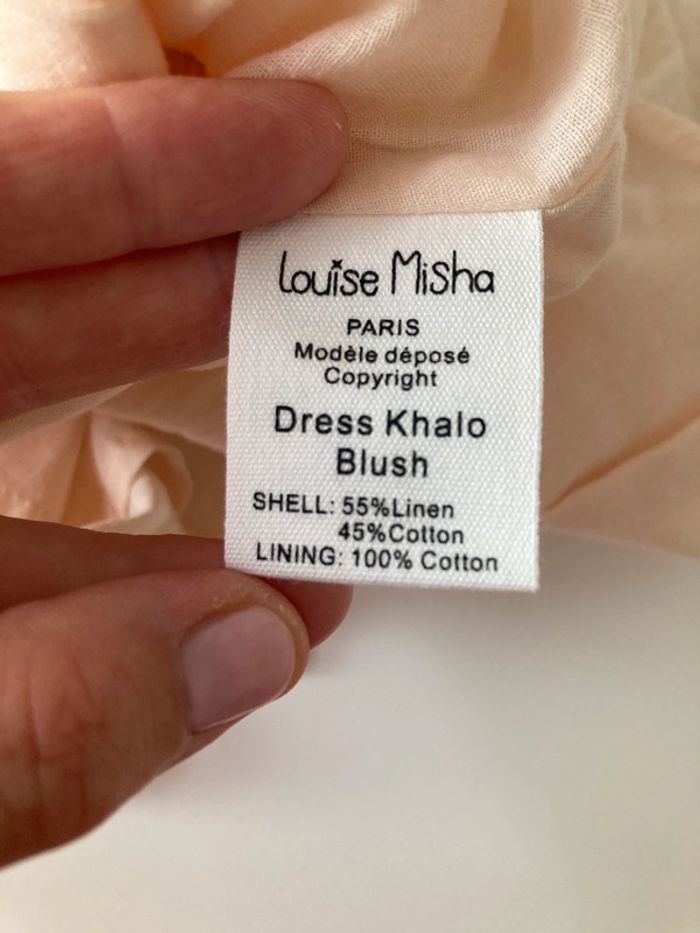 Louise Misha
PARIS
Modèle déposé
Copyright
Dress Khalo
Blush
SHELL: 55%Linen
45%Cotton
LINING: 100% Cotton